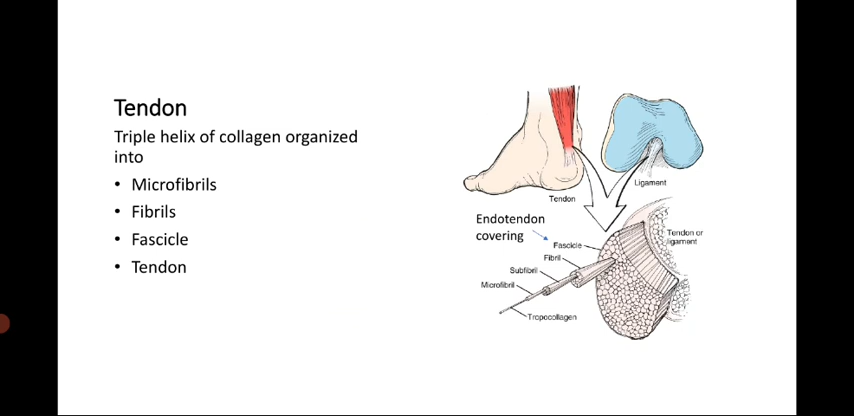 Tendon
Triple helix of collagen organized
into
• Microfibrils
• Fibrils
• Fascicle
• Tendon
Tendon
Ligament
Endotendon
covering
Tendon or
ligament
Fascicle
Fibril
Subfibril
Microfibril
Tropocollagen